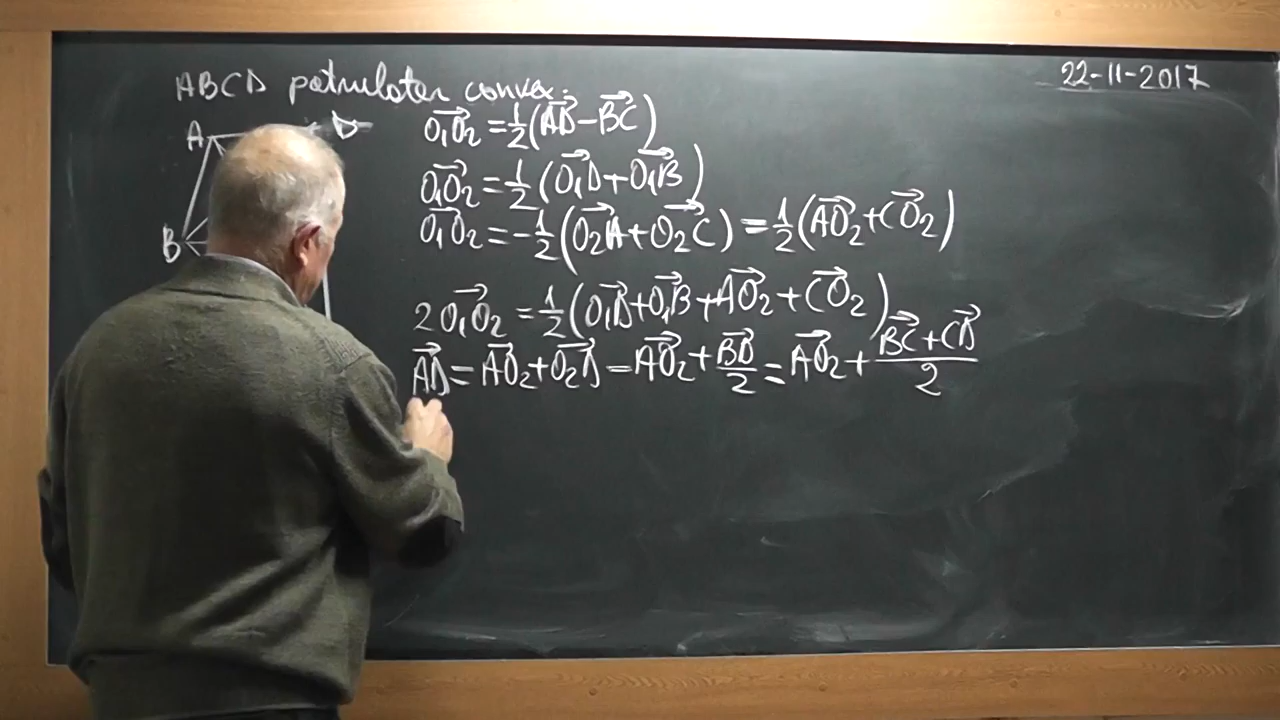 22-11-2017
ABCD patrulater convex.
A D
B
O₁O₂⃗ = 1/2 (AD⃗ - BC⃗)
O₁O₂⃗ = 1/2 (O₁D⃗ + O₁B⃗)
O₁O₂⃗ = -1/2 (O₂A⃗ + O₂C⃗) = 1/2 (AO₂⃗ + CO₂⃗)
2 O₁O₂⃗ = 1/2 (O₁D⃗ + O₁B⃗ + AO₂⃗ + CO₂⃗)
AD⃗ = AO₂⃗ + O₂D⃗ = AO₂⃗ + BD⃗/2 = AO₂⃗ + (BC⃗ + CD⃗)/2